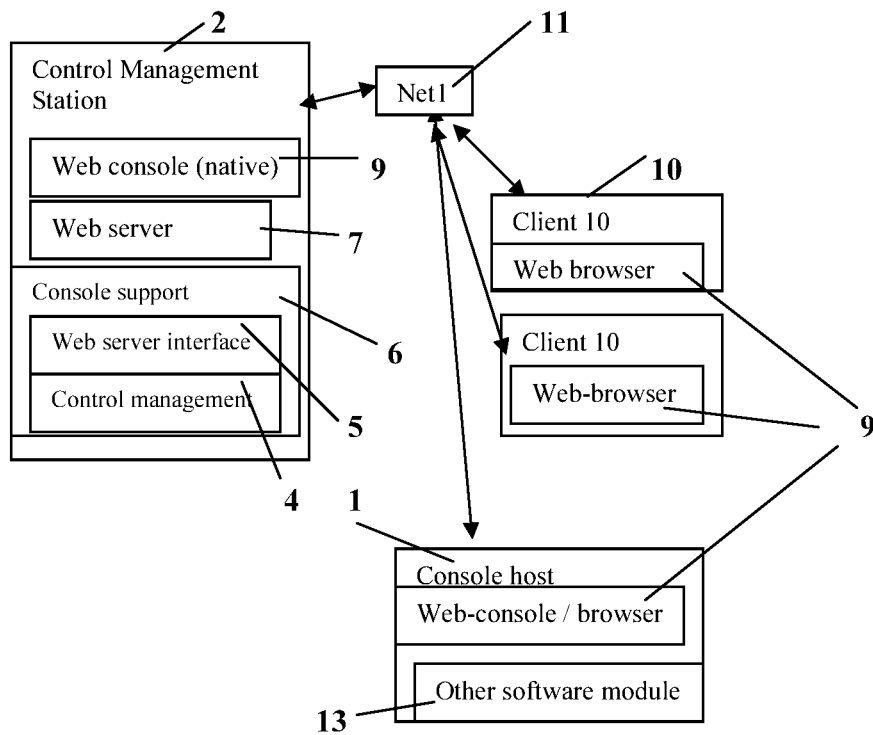 2
Control Management
Station
Web console (native)
9
Web server
7
Console support
6
Web server interface
5
Control management
4
11
Net1
10
Client 10
Web browser
Client 10
Web-browser
9
1
Console host
Web-console / browser
Other software module
13